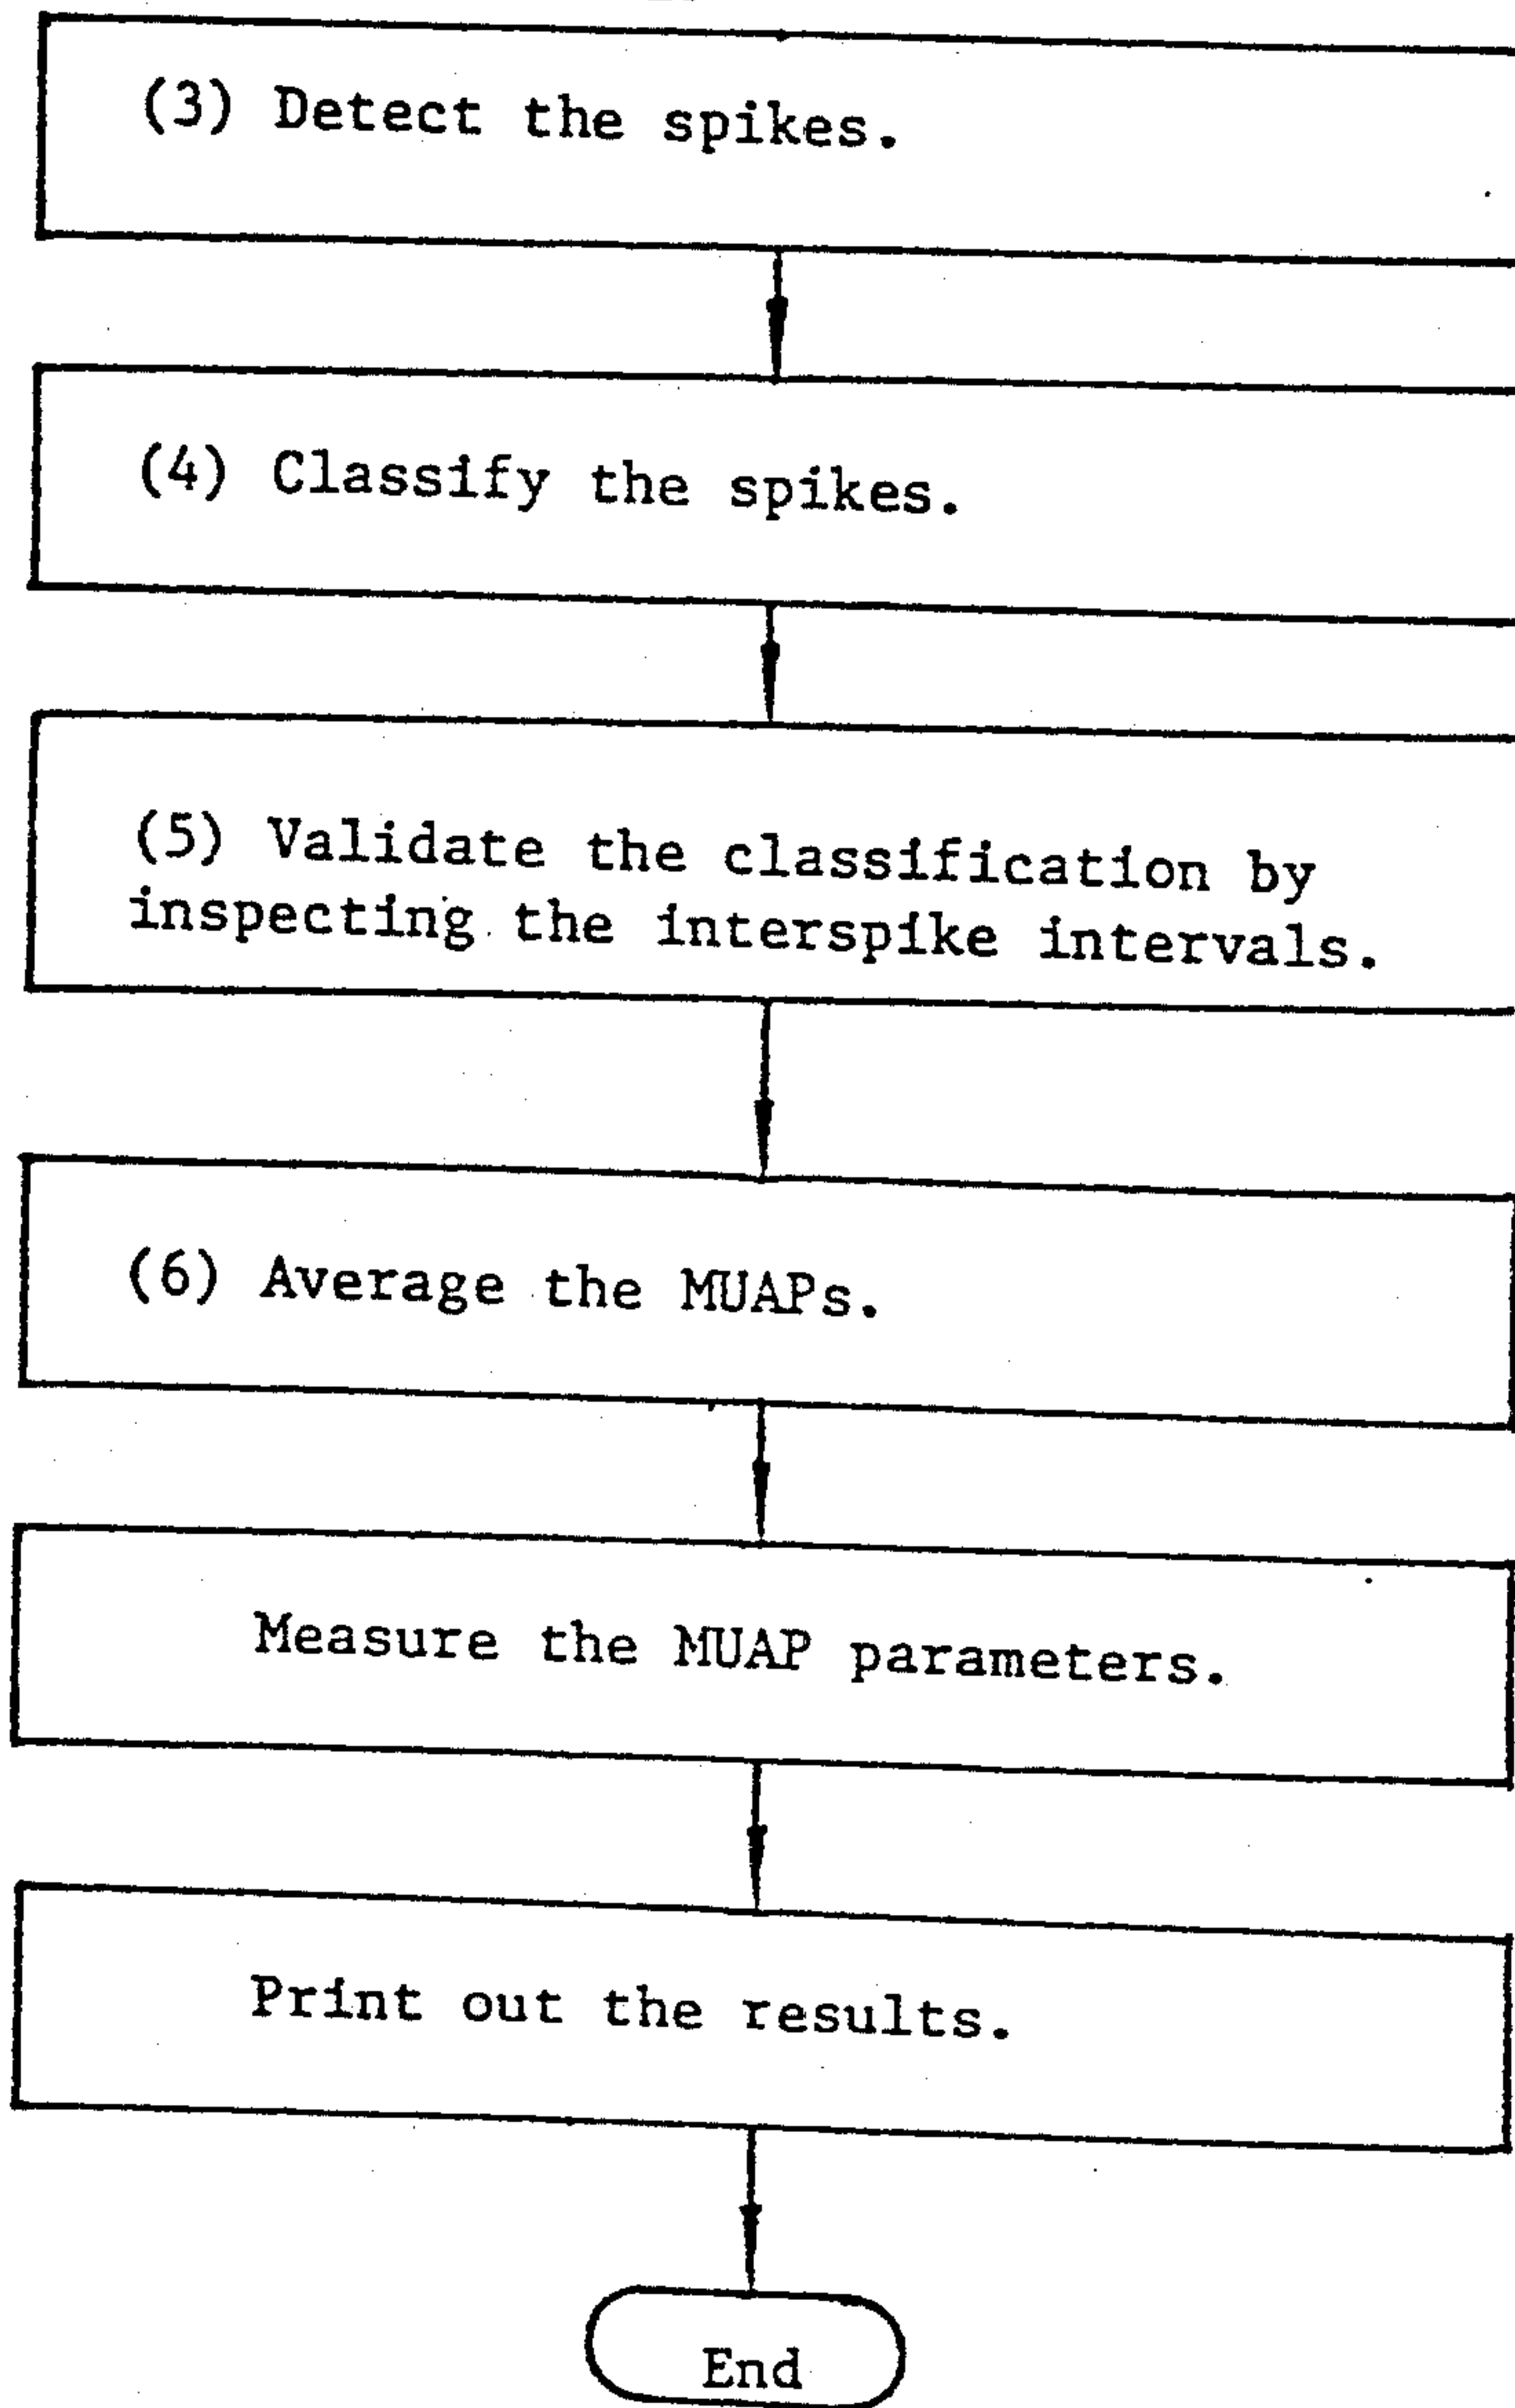 (3) Detect the spikes.
(4) Classify the spikes.
(5) Validate the classification by
inspecting the interspike intervals.
(6) Average the MUAPs.
Measure the MUAP parameters.
Print out the results.
End